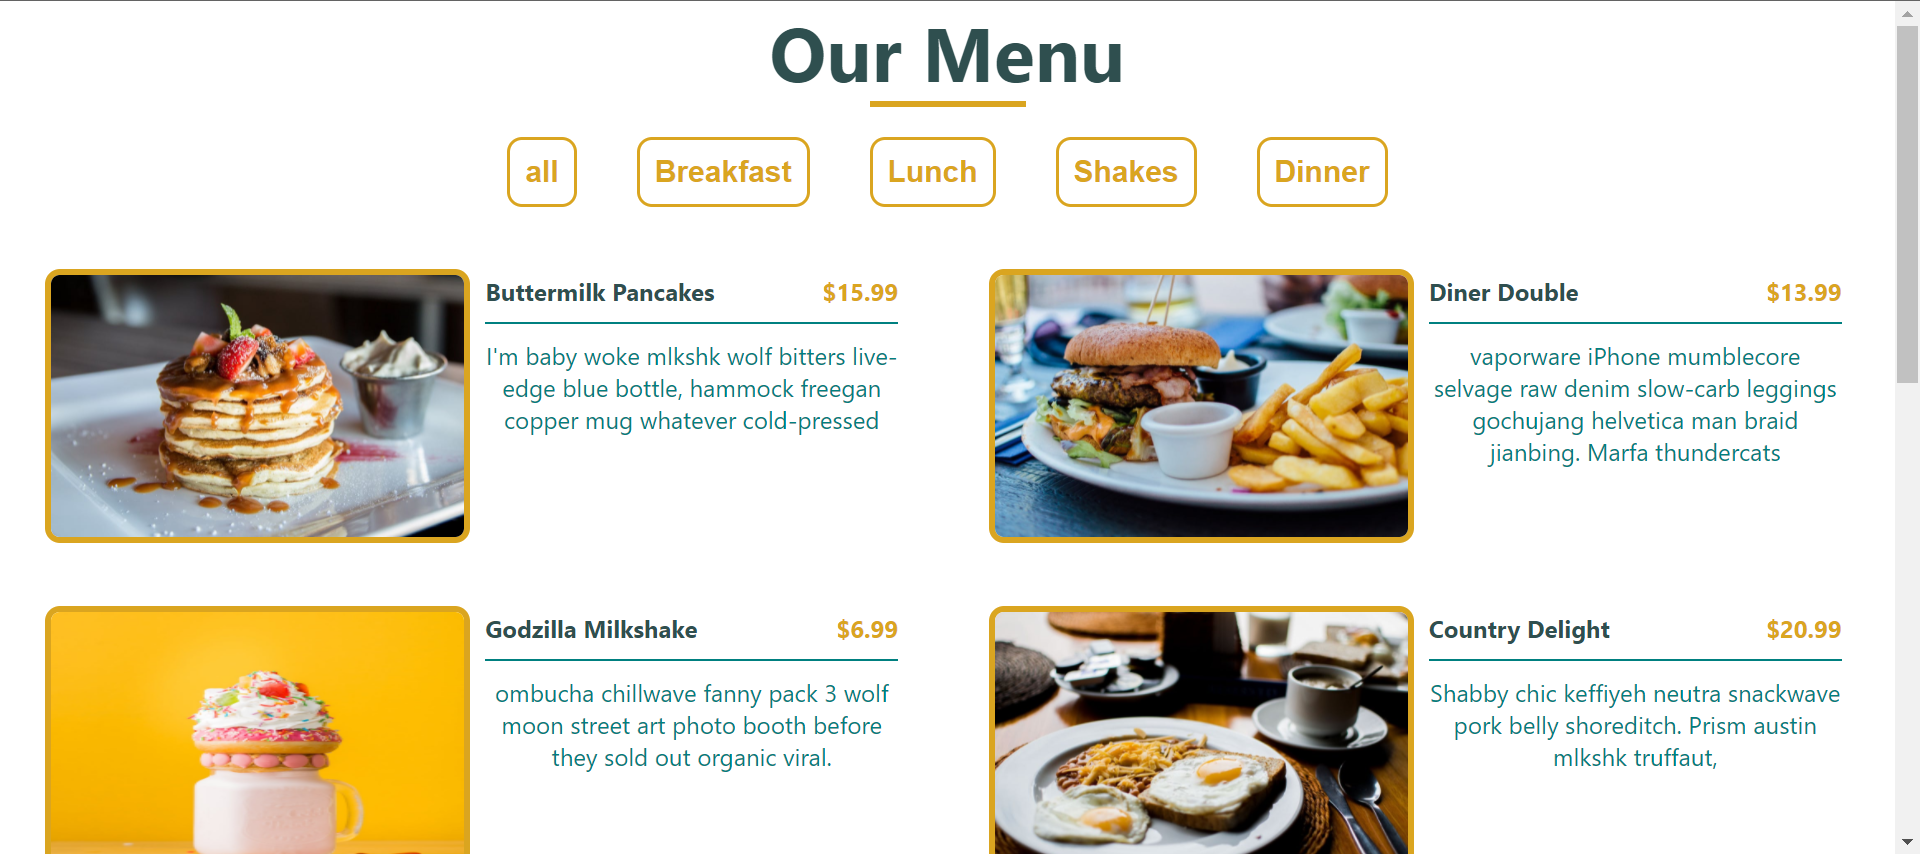 Our Menu
all
Breakfast
Lunch
Shakes
Dinner
Buttermilk Pancakes
$15.99
I'm baby woke mlkshk wolf bitters live-
edge blue bottle, hammock freegan
copper mug whatever cold-pressed
Diner Double
$13.99
vaporware iPhone mumblecore
selvage raw denim slow-carb leggings
gochujang helvetica man braid
jianbing. Marfa thundercats
Godzilla Milkshake
$6.99
ombucha chillwave fanny pack 3 wolf
moon street art photo booth before
they sold out organic viral.
Country Delight
$20.99
Shabby chic keffiyeh neutra snackwave
pork belly shoreditch. Prism austin
mlkshk truffaut,